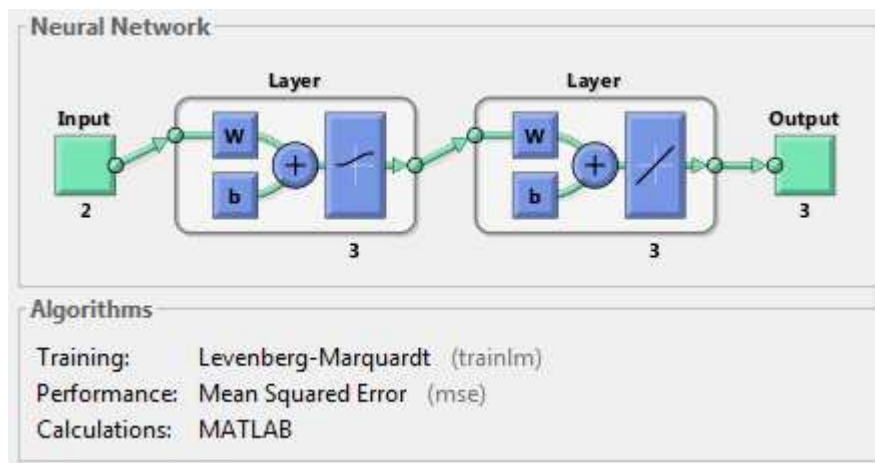 Neural Network
Layer Layer
Input Output
W W
b b
2 3
3 3
Algorithms
Training: Levenberg-Marquardt (trainlm)
Performance: Mean Squared Error (mse)
Calculations: MATLAB